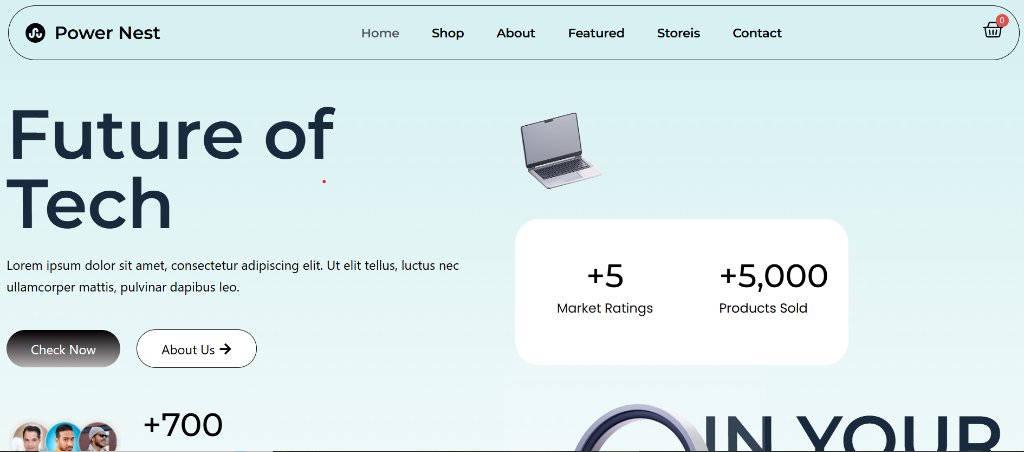 Power Nest
Home
Shop
About
Featured
Storeis
Contact
0
Future of
Tech
Lorem ipsum dolor sit amet, consectetur adipiscing elit. Ut elit tellus, luctus nec
ullamcorper mattis, pulvinar dapibus leo.
Check Now
About Us
+5
Market Ratings
+5,000
Products Sold
+700
IN YOUR